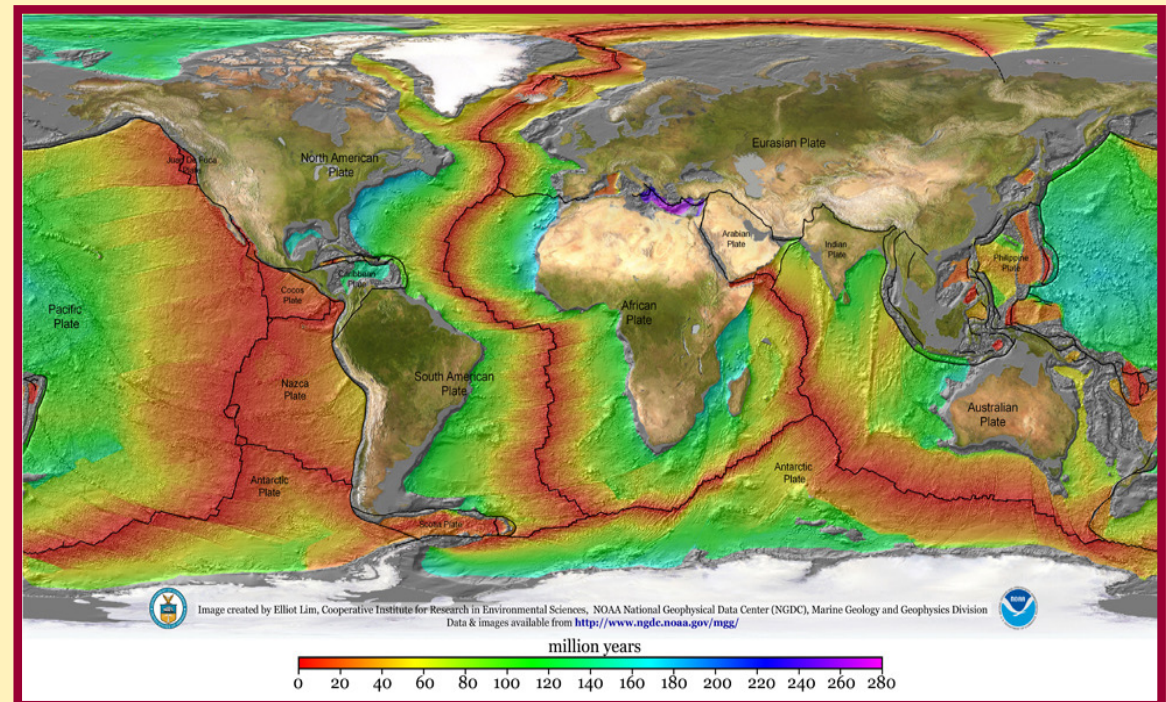 Eurasian Plate
North American
Plate
Juan De Fuca
Plate
Arabian
Plate
Indian
Plate
Philippine
Plate
Caribbean
Plate
Cocos
Plate
Pacific
Plate
African
Plate
South American
Plate
Nazca
Plate
Australian
Plate
Antarctic
Plate
Antarctic
Plate
Scotia Plate
Image created by Elliot Lim, Cooperative Institute for Research in Environmental Sciences, NOAA National Geophysical Data Center (NGDC), Marine Geology and Geophysics Division
Data & images available from http://www.ngdc.noaa.gov/mgg/
noaa
million years
0 20 40 60 80 100 120 140 160 180 200 220 240 260 280